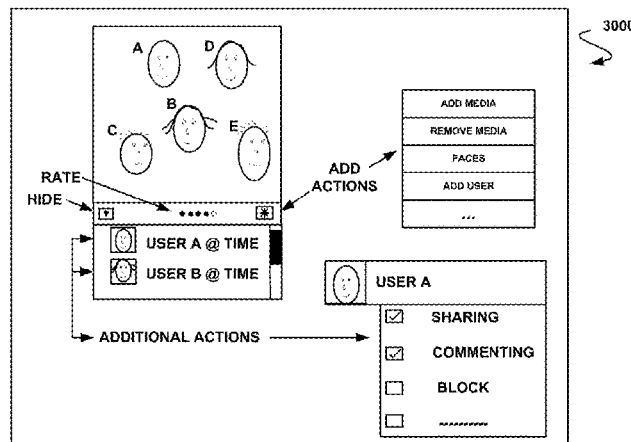 3000
A
D
B
C
E
RATE
HIDE
ADD ACTIONS
ADD MEDIA
REMOVE MEDIA
FACES
ADD USER
...
USER A @ TIME
USER B @ TIME
ADDITIONAL ACTIONS
USER A
SHARING
COMMENTING
BLOCK
----------